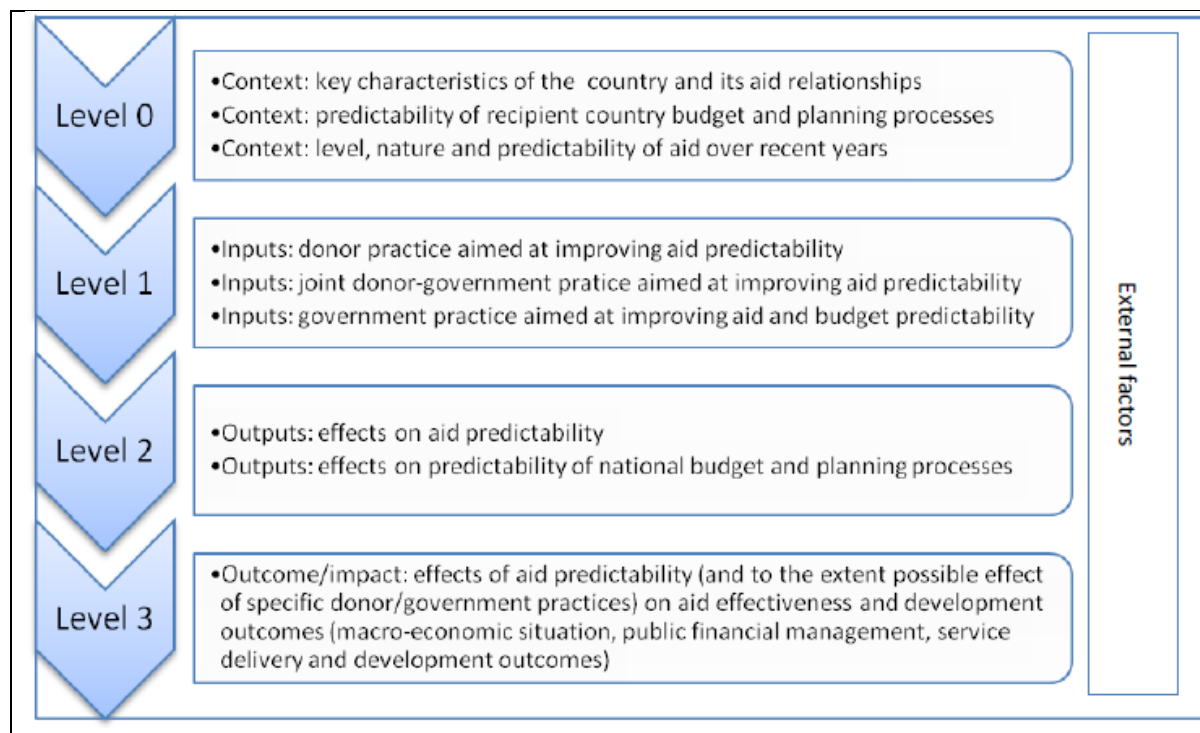 Level 0
•Context: key characteristics of the country and its aid relationships
•Context: predictability of recipient country budget and planning processes
•Context: level, nature and predictability of aid over recent years
Level 1
•Inputs: donor practice aimed at improving aid predictability
•Inputs: joint donor-government pratice aimed at improving aid predictability
•Inputs: government practice aimed at improving aid and budget predictability
Level 2
•Outputs: effects on aid predictability
•Outputs: effects on predictability of national budget and planning processes
Level 3
•Outcome/impact: effects of aid predictability (and to the extent possible effect
of specific donor/government practices) on aid effectiveness and development
outcomes (macro-economic situation, public financial management, service
delivery and development outcomes)
External factors